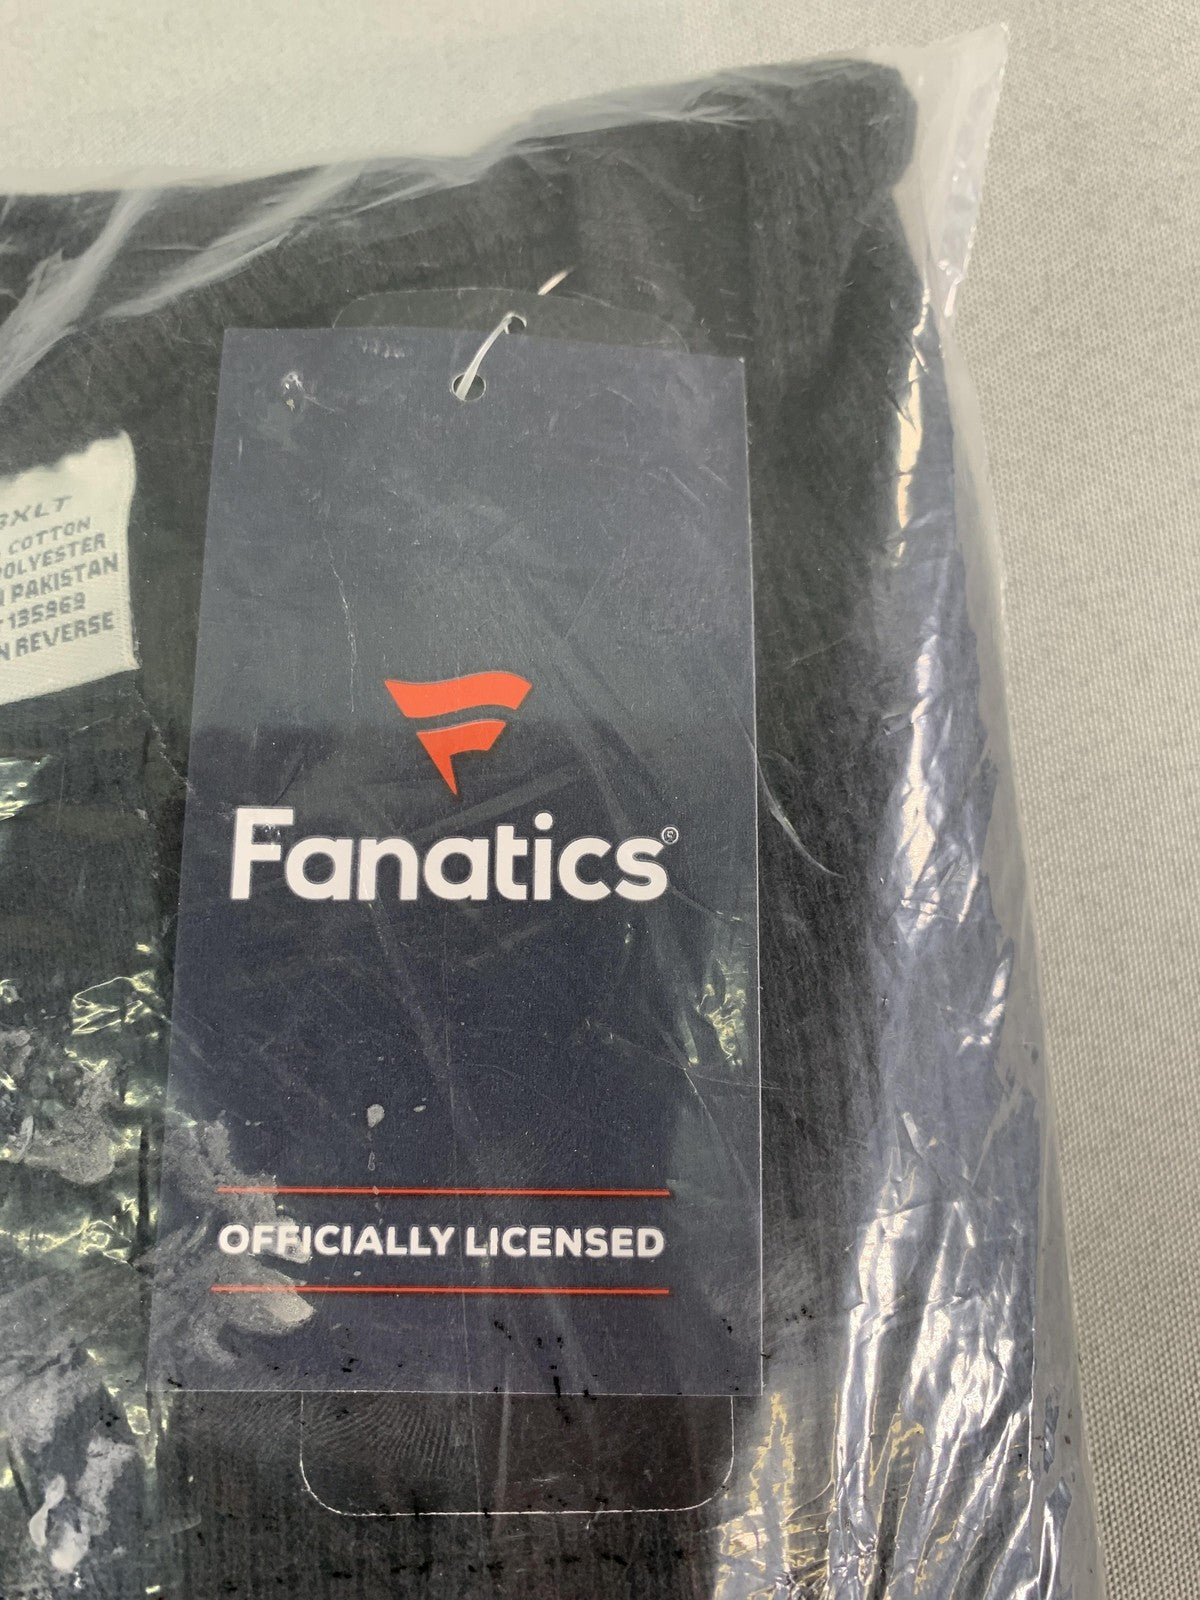 3XLT
COTTON
POLYESTER
PAKISTAN
135969
REVERSE
Fanatics
OFFICIALLY LICENSED